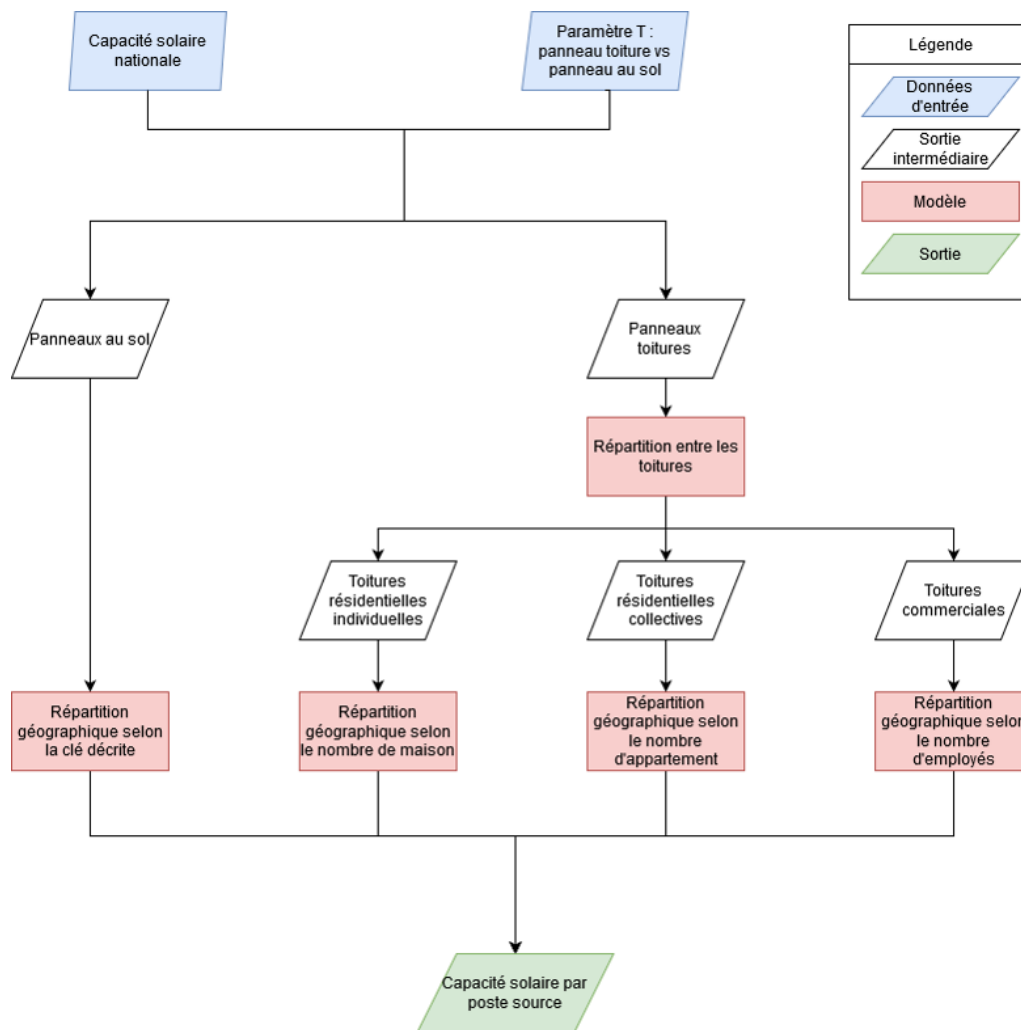 Capacité solaire
nationale
Paramètre T :
panneau toiture vs
panneau au sol
Légende
Données
d'entrée
Sortie
intermédiaire
Modèle
Sortie
Panneaux au sol
Panneaux
toitures
Répartition entre les
toitures
Toitures
résidentielles
individuelles
Toitures
résidentielles
collectives
Toitures
commerciales
Répartition
géographique selon
la clé décrite
Répartition
géographique selon
le nombre de maison
Répartition
géographique selon
le nombre
d'appartement
Répartition
géographique selon
le nombre
d'employés
Capacité solaire par
poste source